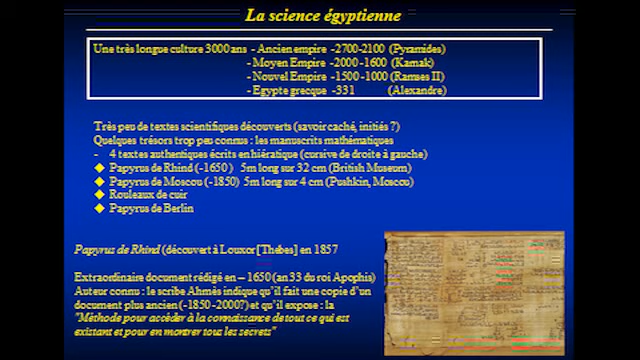 La science égyptienne
Une très longue culture 3000 ans - Ancien empire -2700-2100 (Pyramides)
- Moyen Empire -2000 -1600 (Karnak)
- Nouvel Empire -1500 -1000 (Ramses II)
- Egypte grecque -331 (Alexandre)
Très peu de textes scientifiques découverts (savoir caché, initiés ?)
Quelques trésors trop peu connus : les manuscrits mathématiques
- 4 textes authentiques écrits en hiératique (cursive de droite à gauche)
◆ Papyrus de Rhind (-1650 ) 5m long sur 32 cm (British Museum)
◆ Papyrus de Moscou (-1850) 5m long sur 4 cm (Pushkin, Moscou)
◆ Rouleaux de cuir
◆ Papyrus de Berlin
Papyrus de Rhind (découvert à Louxor [Thebes] en 1857
Extraordinaire document rédigé en – 1650 (an 33 du roi Apophis)
Auteur connu : le scribe Ahmès indique qu'il fait une copie d'un
document plus ancien (-1850 -2000?) et qu'il expose : la
"Méthode pour accéder à la connaissance de tout ce qui est
existant et pour en montrer tous les secrets"